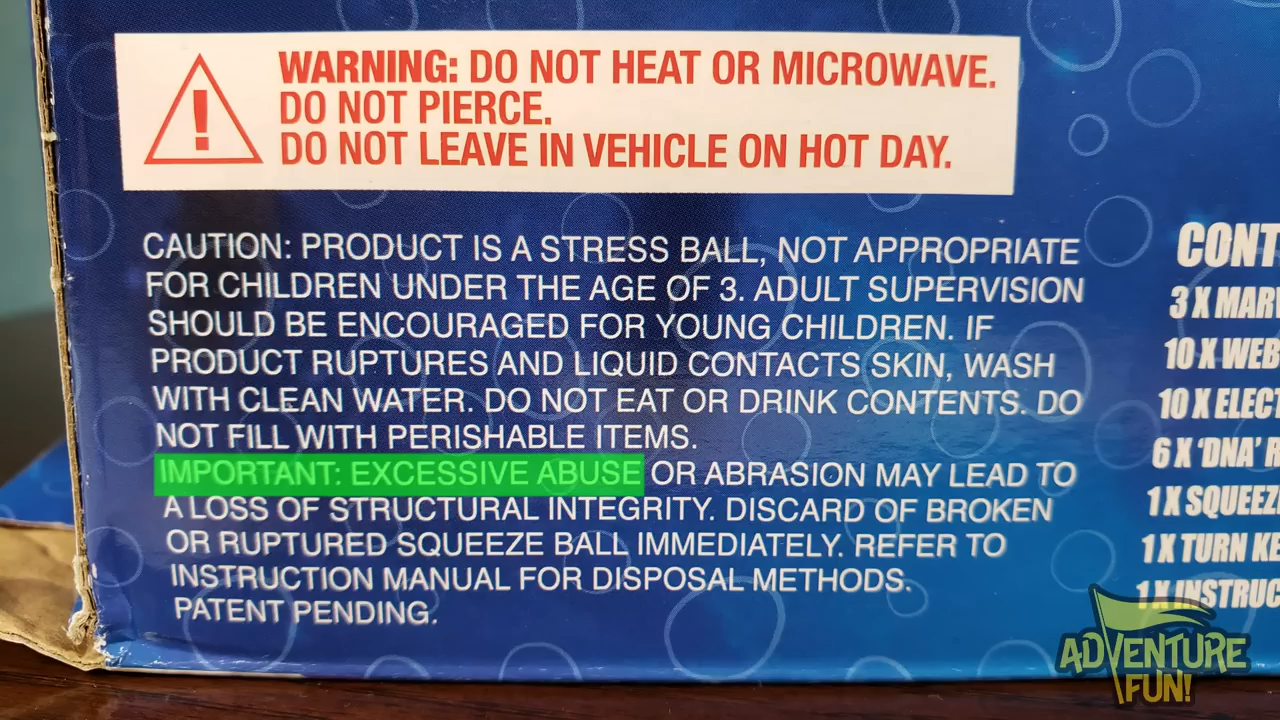 WARNING: DO NOT HEAT OR MICROWAVE.
DO NOT PIERCE.
DO NOT LEAVE IN VEHICLE ON HOT DAY.
CAUTION: PRODUCT IS A STRESS BALL, NOT APPROPRIATE
FOR CHILDREN UNDER THE AGE OF 3. ADULT SUPERVISION
SHOULD BE ENCOURAGED FOR YOUNG CHILDREN. IF
PRODUCT RUPTURES AND LIQUID CONTACTS SKIN, WASH
WITH CLEAN WATER. DO NOT EAT OR DRINK CONTENTS. DO
NOT FILL WITH PERISHABLE ITEMS.
IMPORTANT: EXCESSIVE ABUSE OR ABRASION MAY LEAD TO
A LOSS OF STRUCTURAL INTEGRITY. DISCARD OF BROKEN
OR RUPTURED SQUEEZE BALL IMMEDIATELY. REFER TO
INSTRUCTION MANUAL FOR DISPOSAL METHODS.
PATENT PENDING.
CONT
3 X MAR
10 X WEB
10 X ELECT
6 X 'DNA' R
1 X SQUEEZ
1 X TURN KE
1 X INSTRUC
ADVENTURE
FUN!